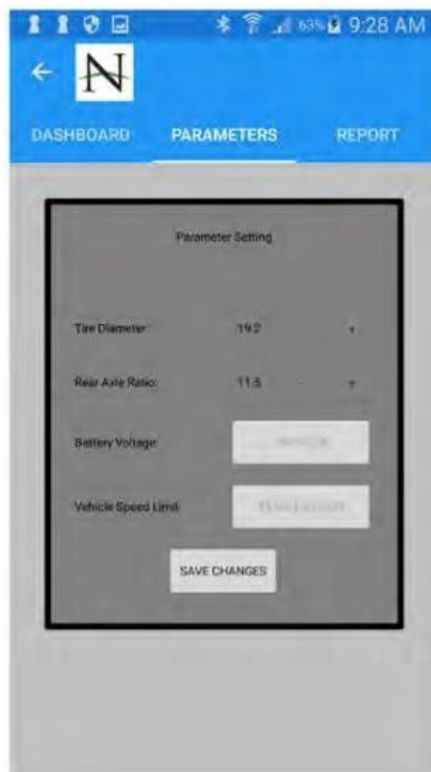 63% 9:28 AM
N
DASHBOARD PARAMETERS REPORT
Parameter Setting
Tire Diameter: 19.2 +
Rear Axle Ratio: 11.5 - +
Battery Voltage:
Vehicle Speed Limit:
SAVE CHANGES